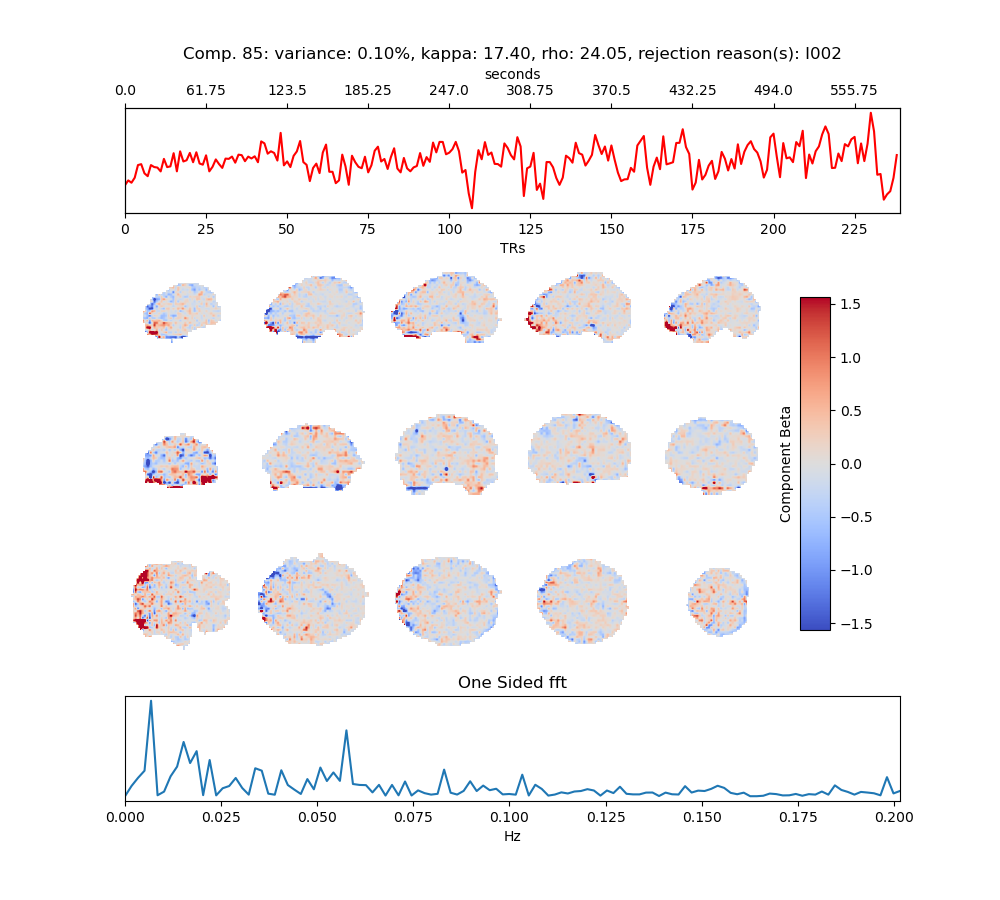 Comp. 85: variance: 0.10%, kappa: 17.40, rho: 24.05, rejection reason(s): I002
seconds
0.0 61.75 123.5 185.25 247.0 308.75 370.5 432.25 494.0 555.75
0 25 50 75 100 125 150 175 200 225
TRs
1.5
1.0
0.5
0.0
−0.5
−1.0
−1.5
Component Beta
One Sided fft
0.000 0.025 0.050 0.075 0.100 0.125 0.150 0.175 0.200
Hz